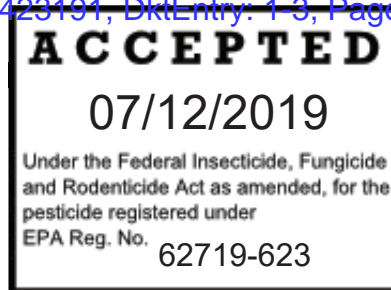 423191, DktEntry: 1-3, Page
ACCEPTED
07/12/2019
Under the Federal Insecticide, Fungicide
and Rodenticide Act as amended, for the
pesticide registered under
EPA Reg. No. 62719-623